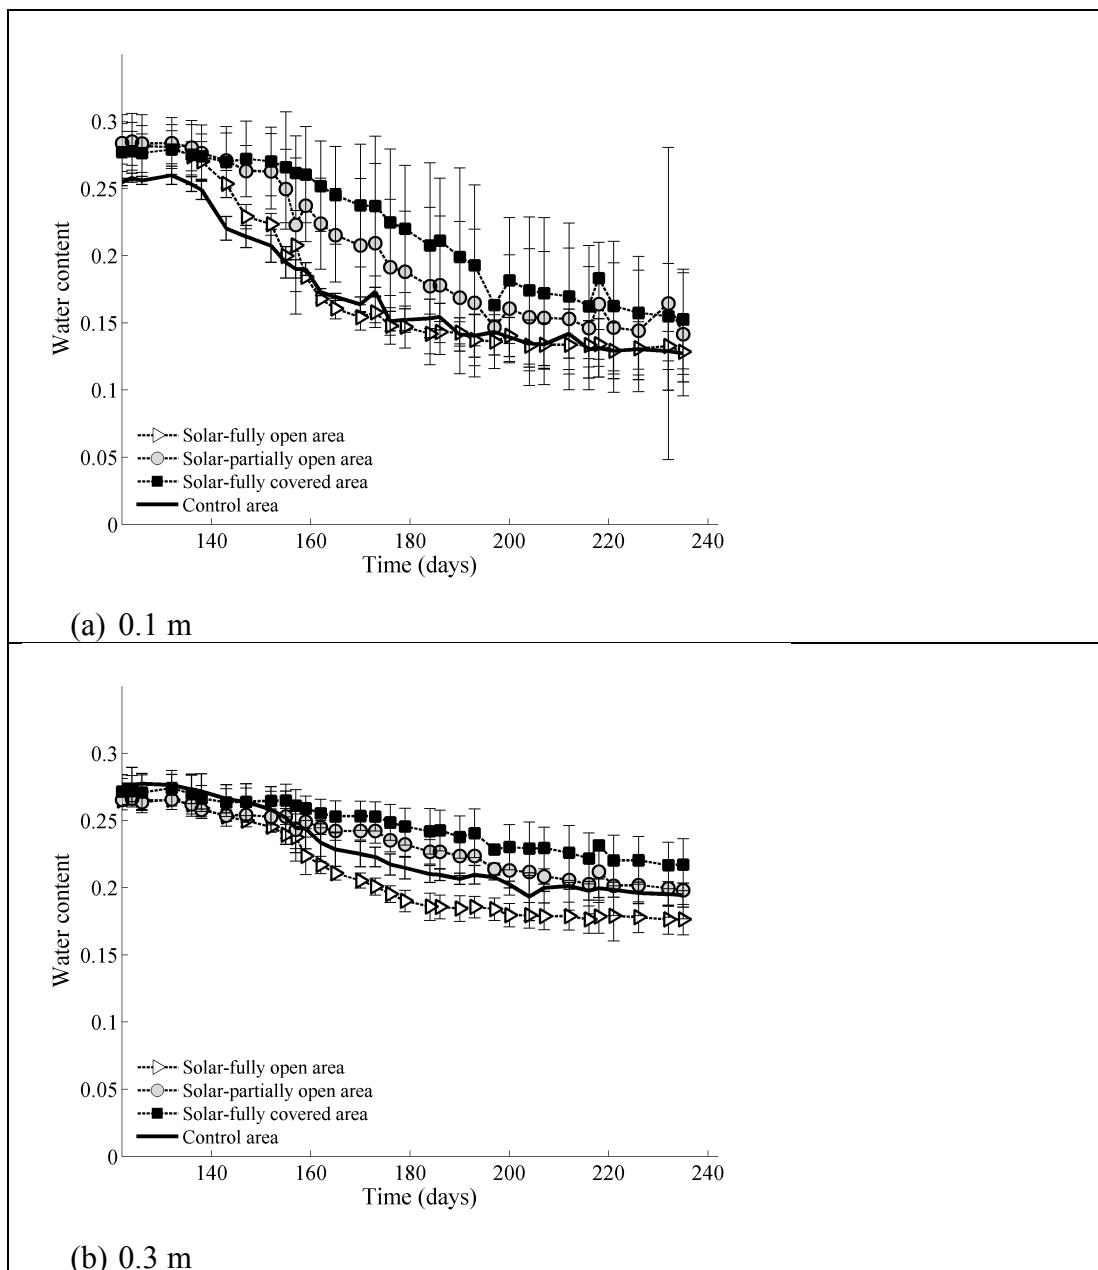 0.3
0.25
0.2
0.15
0.1
0.05
0
Water content
Solar-fully open area
Solar-partially open area
Solar-fully covered area
Control area
140 160 180 200 220 240
Time (days)
(a) 0.1 m
0.3
0.25
0.2
0.15
0.1
0.05
0
Water content
Solar-fully open area
Solar-partially open area
Solar-fully covered area
Control area
140 160 180 200 220 240
Time (days)
(b) 0.3 m